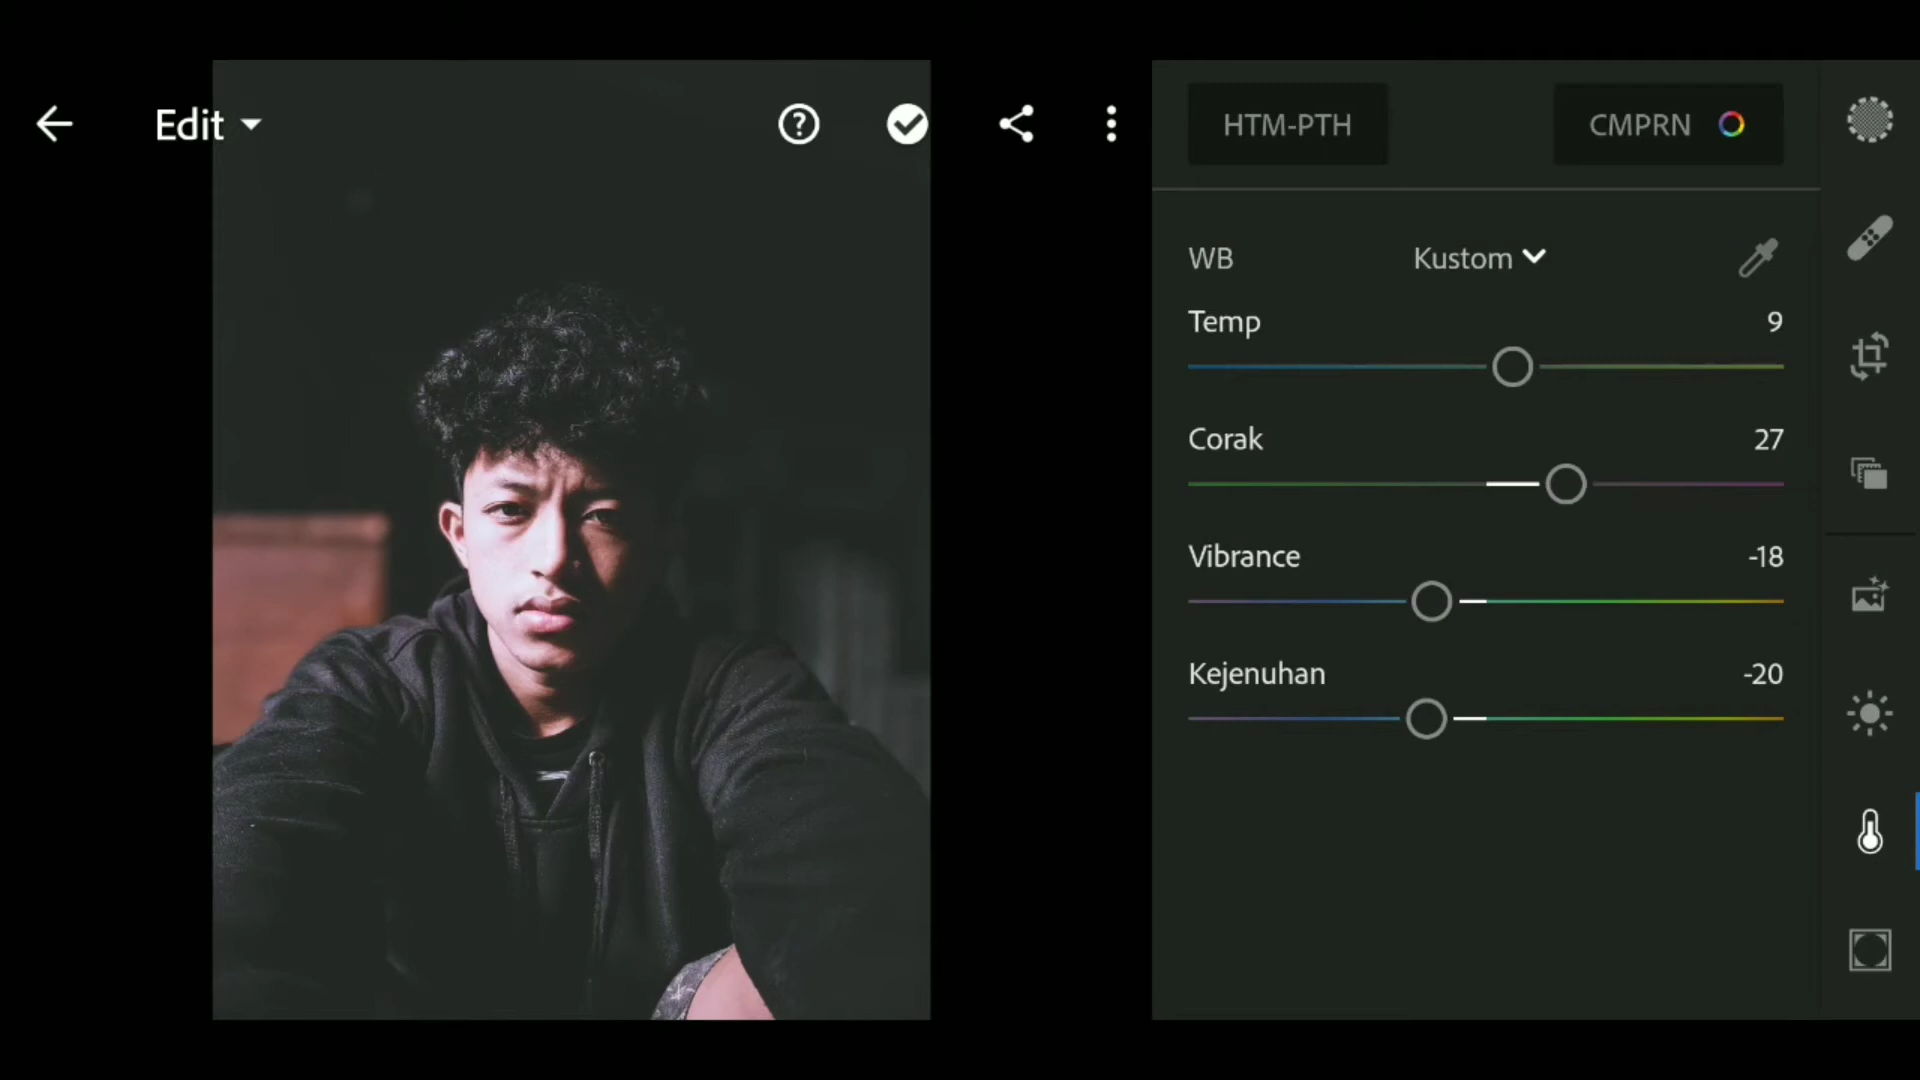 Edit
HTM-PTH
CMPRN
WB
Kustom
Temp
9
Corak
27
Vibrance
-18
Kejenuhan
-20